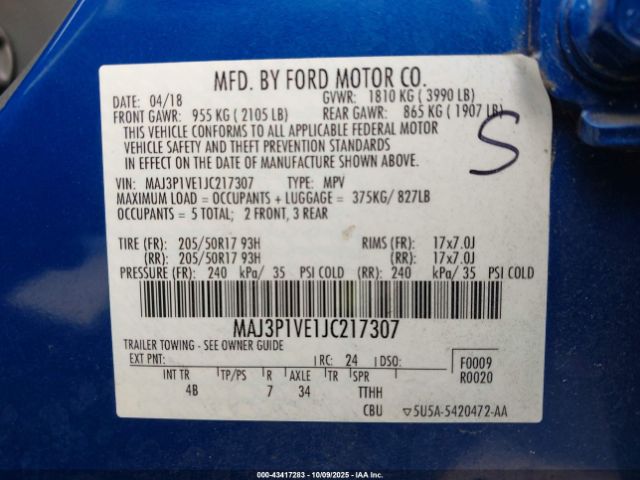 MFD. BY FORD MOTOR CO.
DATE: 04/18 GVWR: 1810 KG ( 3990 LB)
FRONT GAWR: 955 KG ( 2105 LB) REAR GAWR: 865 KG ( 1907 LB)
THIS VEHICLE CONFORMS TO ALL APPLICABLE FEDERAL MOTOR
VEHICLE SAFETY AND THEFT PREVENTION STANDARDS
IN EFFECT ON THE DATE OF MANUFACTURE SHOWN ABOVE.
S
VIN: MAJ3P1VE1JC217307 TYPE: MPV
MAXIMUM LOAD = OCCUPANTS + LUGGAGE = 375KG/ 827LB
OCCUPANTS = 5 TOTAL; 2 FRONT, 3 REAR
TIRE (FR): 205/50R17 93H RIMS (FR): 17x7.0J
(RR): 205/50R17 93H (RR): 17x7.0J
PRESSURE (FR): 240 kPa/ 35 PSI COLD (RR): 240 kPa/ 35 PSI COLD
MAJ3P1VE1JC217307
TRAILER TOWING - SEE OWNER GUIDE
EXT PNT: RC: 24 DSO: F0009
R0020
INT TR TP/PS R AXLE TR SPR
4B 7 34 TTHH
CBU ▽5U5A-5420472-AA
000-43417283 - 10/09/2025 - IAA, Inc.